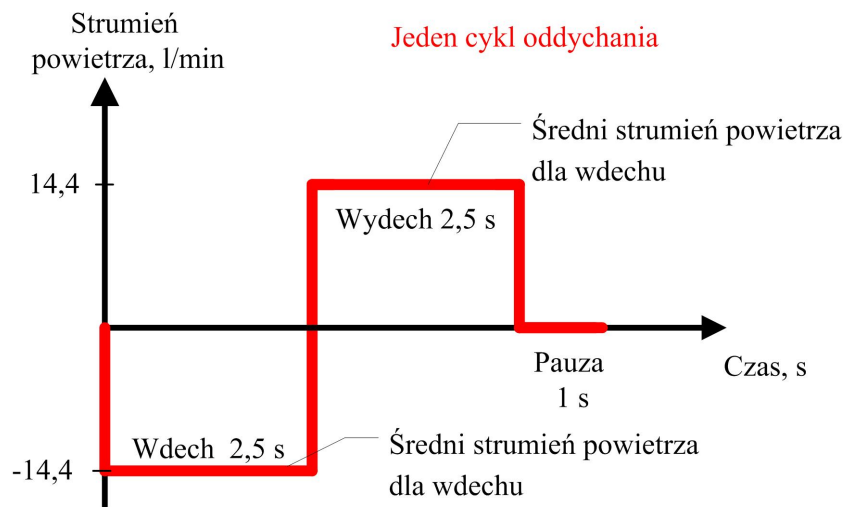 Strumień
powietrza, l/min
Jeden cykl oddychania
Średni strumień powietrza
dla wdechu
14,4
Wydech 2,5 s
Pauza
1 s
Czas, s
Wdech  2,5 s
Średni strumień powietrza
dla wdechu
-14,4